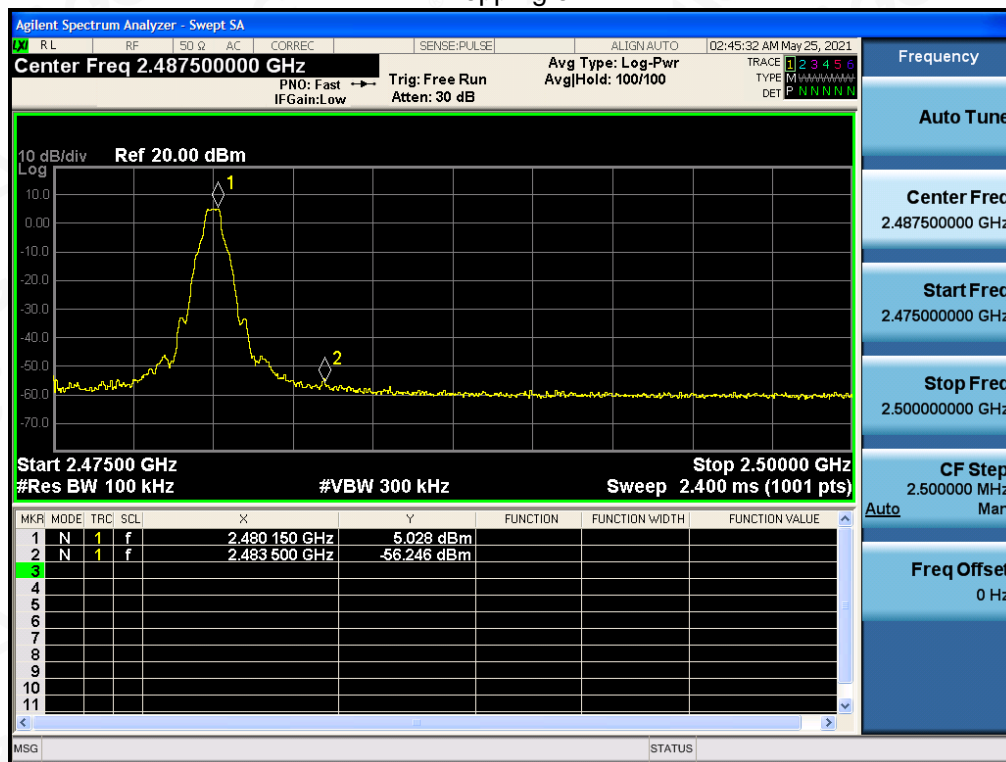 Agilent Spectrum Analyzer - Swept SA
LXI RL RF 50 Ω AC CORREC SENSE:PULSE ALIGN AUTO 02:45:32 AM May 25, 2021
Center Freq 2.487500000 GHz
PNO: Fast
IFGain:Low
Trig: Free Run
Atten: 30 dB
Avg Type: Log-Pwr
Avg|Hold: 100/100
TRACE 1 2 3 4 5 6
TYPE M
DET P N N N N N
10 dB/div Ref 20.00 dBm
Log
10.0
0.00
-10.0
-20.0
-30.0
-40.0
-50.0
-60.0
-70.0
1
2
Start 2.47500 GHz Stop 2.50000 GHz
#Res BW 100 kHz #VBW 300 kHz Sweep 2.400 ms (1001 pts)
MKR MODE TRC SCL X Y FUNCTION FUNCTION WIDTH FUNCTION VALUE
1 N 1 f 2.480 150 GHz 5.028 dBm
2 N 1 f 2.483 500 GHz -56.246 dBm
3
4
5
6
7
8
9
10
11
MSG STATUS
Frequency
Auto Tune
Center Freq
2.487500000 GHz
Start Freq
2.475000000 GHz
Stop Freq
2.500000000 GHz
CF Step
2.500000 MHz
Auto Man
Freq Offset
0 Hz